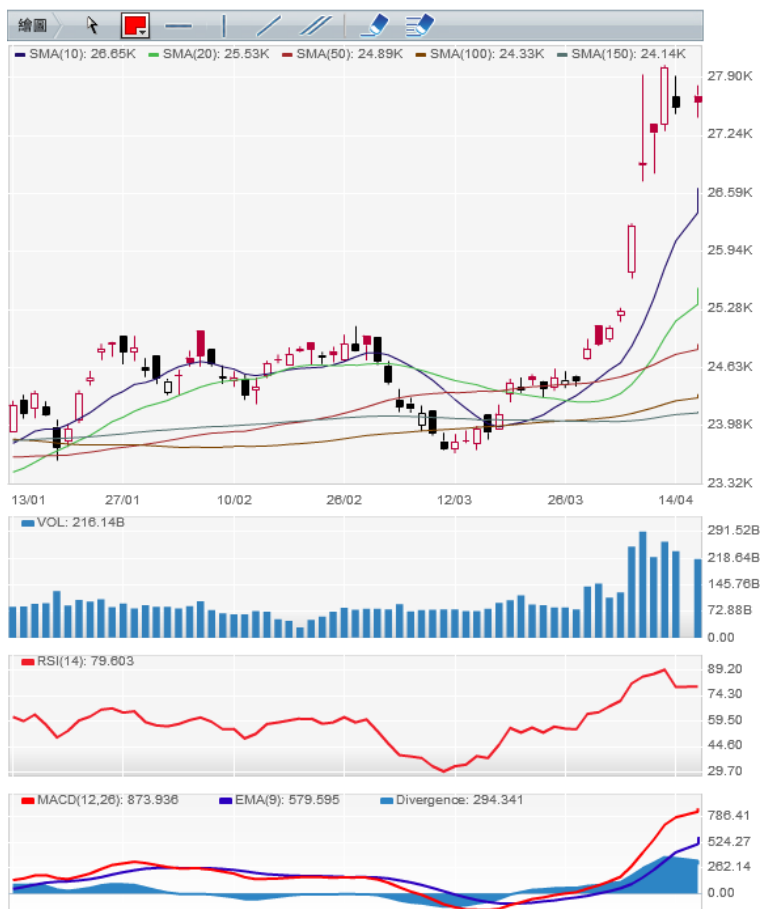 繪圖
SMA(10): 26.65K SMA(20): 25.53K SMA(50): 24.89K SMA(100): 24.33K SMA(150): 24.14K
27.90K
27.24K
26.59K
25.94K
25.28K
24.63K
23.98K
23.32K
13/01 27/01 10/02 26/02 12/03 26/03 14/04
VOL: 216.14B
291.52B
218.64B
145.76B
72.88B
0.00
RSI(14): 79.603
89.20
74.30
59.50
44.60
29.70
MACD(12,26): 873.936 EMA(9): 579.595 Divergence: 294.341
786.41
524.27
262.14
0.00